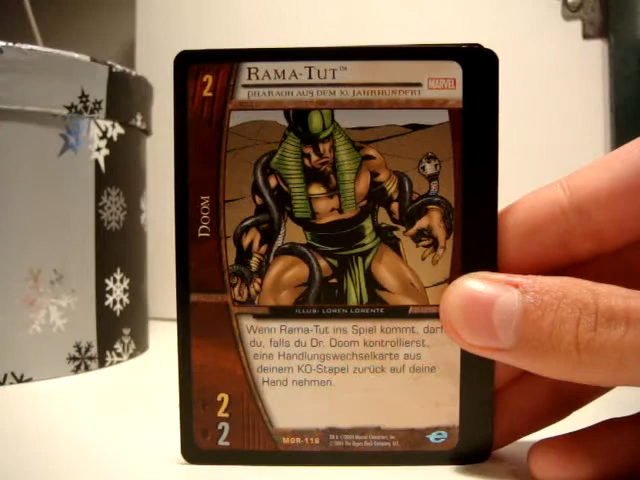 2
RAMA-TUT™
MARVEL
PHARAOH AUS DEM 30. JAHRHUNDERT
DOOM
ILLUS: LOREN LORENTE
Wenn Rama-Tut ins Spiel kommt, darf
du, falls du Dr. Doom kontrollierst,
eine Handlungswechselkarte aus
deinem KO-Stapel zurück auf deine
Hand nehmen.
2
2
MOR-116